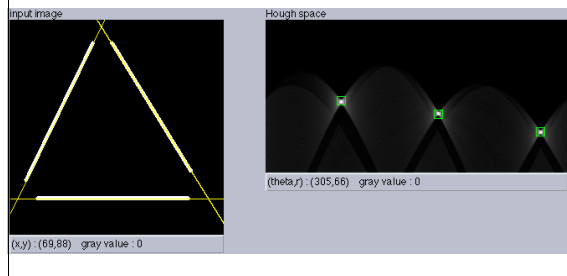 Input image
Hough space
(theta,r) : (305,66) gray value : 0
(x,y) : (69,88) gray value : 0